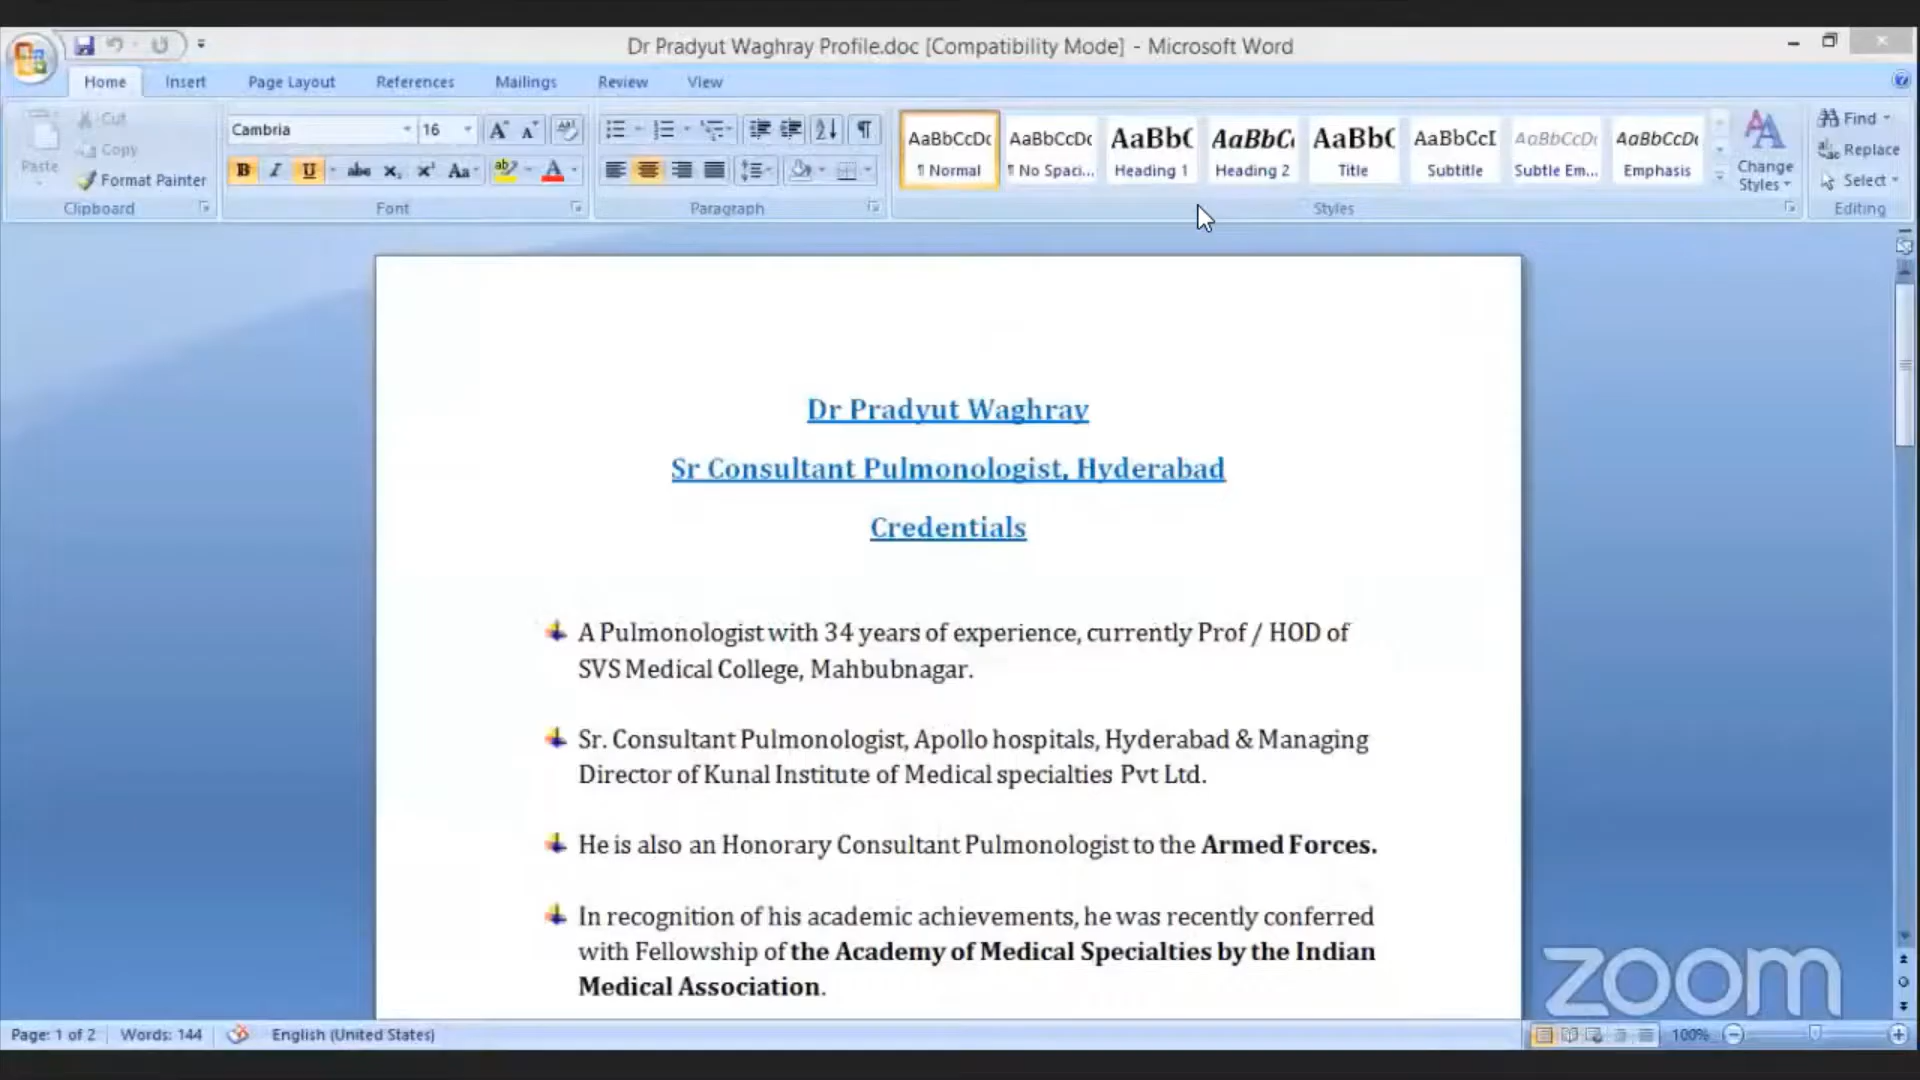 Dr Pradyut Waghray Profile.doc [Compatibility Mode] - Microsoft Word
Home Insert Page Layout References Mailings Review View
Paste
Cut
Copy
Format Painter
Clipboard
Cambria 16
Font
Paragraph
AaBbCcDc AaBbCcDc AaBbC AaBbC AaBbC AaBbCcI AaBbCcDc AaBbCcDc
¶ Normal ¶ No Spaci... Heading 1 Heading 2 Title Subtitle Subtle Em... Emphasis
Styles
Change
Styles
Find
Replace
Select
Editing
Dr Pradyut Waghray
Sr Consultant Pulmonologist, Hyderabad
Credentials
A Pulmonologist with 34 years of experience, currently Prof / HOD of
SVS Medical College, Mahbubnagar.
Sr. Consultant Pulmonologist, Apollo hospitals, Hyderabad & Managing
Director of Kunal Institute of Medical specialties Pvt Ltd.
He is also an Honorary Consultant Pulmonologist to the Armed Forces.
In recognition of his academic achievements, he was recently conferred
with Fellowship of the Academy of Medical Specialties by the Indian
Medical Association.
zoom
Page: 1 of 2 Words: 144 English (United States) 100%